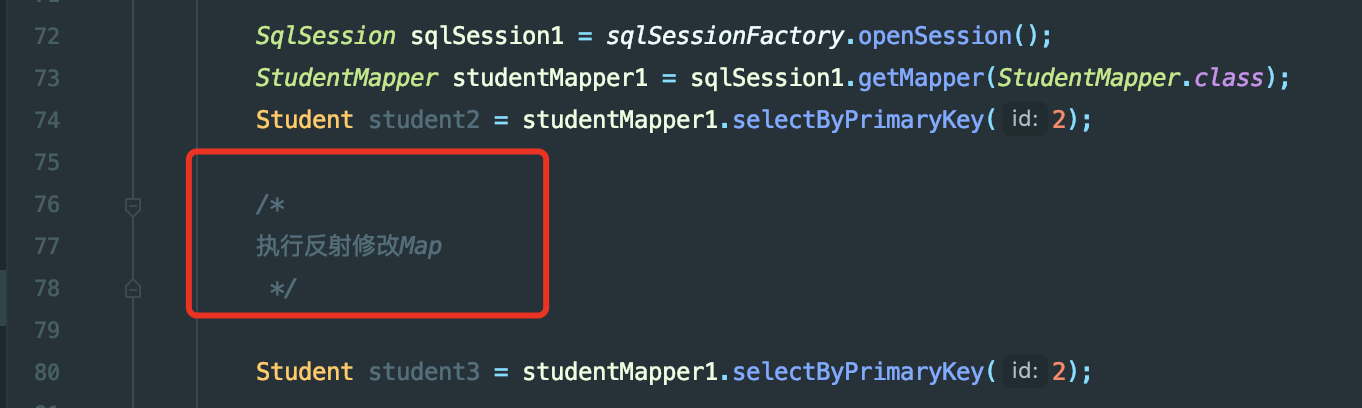 72 SqlSession sqlSession1 = sqlSessionFactory.openSession();
73 StudentMapper studentMapper1 = sqlSession1.getMapper(StudentMapper.class);
74 Student student2 = studentMapper1.selectByPrimaryKey( id: 2);
75
76 /*
77 执行反射修改Map
78 */
79
80 Student student3 = studentMapper1.selectByPrimaryKey( id: 2);